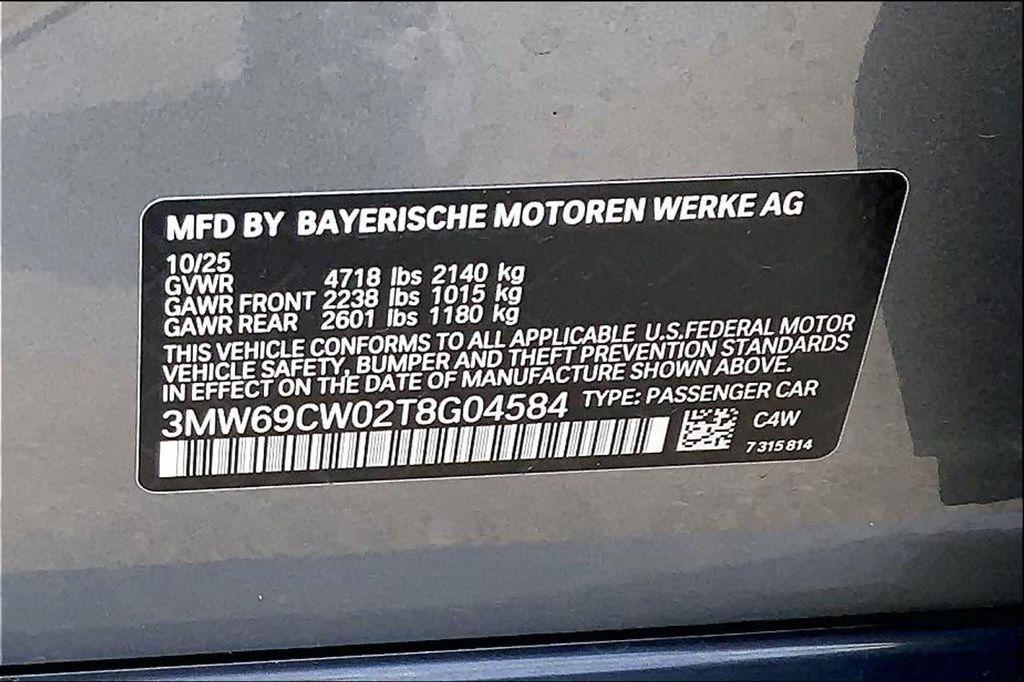 MFD BY BAYERISCHE MOTOREN WERKE AG
10/25
GVWR 4718 lbs 2140 kg
GAWR FRONT 2238 lbs 1015 kg
GAWR REAR 2601 lbs 1180 kg
THIS VEHICLE CONFORMS TO ALL APPLICABLE U.S.FEDERAL MOTOR
VEHICLE SAFETY, BUMPER AND THEFT PREVENTION STANDARDS
IN EFFECT ON THE DATE OF MANUFACTURE SHOWN ABOVE.
3MW69CW02T8G04584 TYPE: PASSENGER CAR
C4W
7 315 814